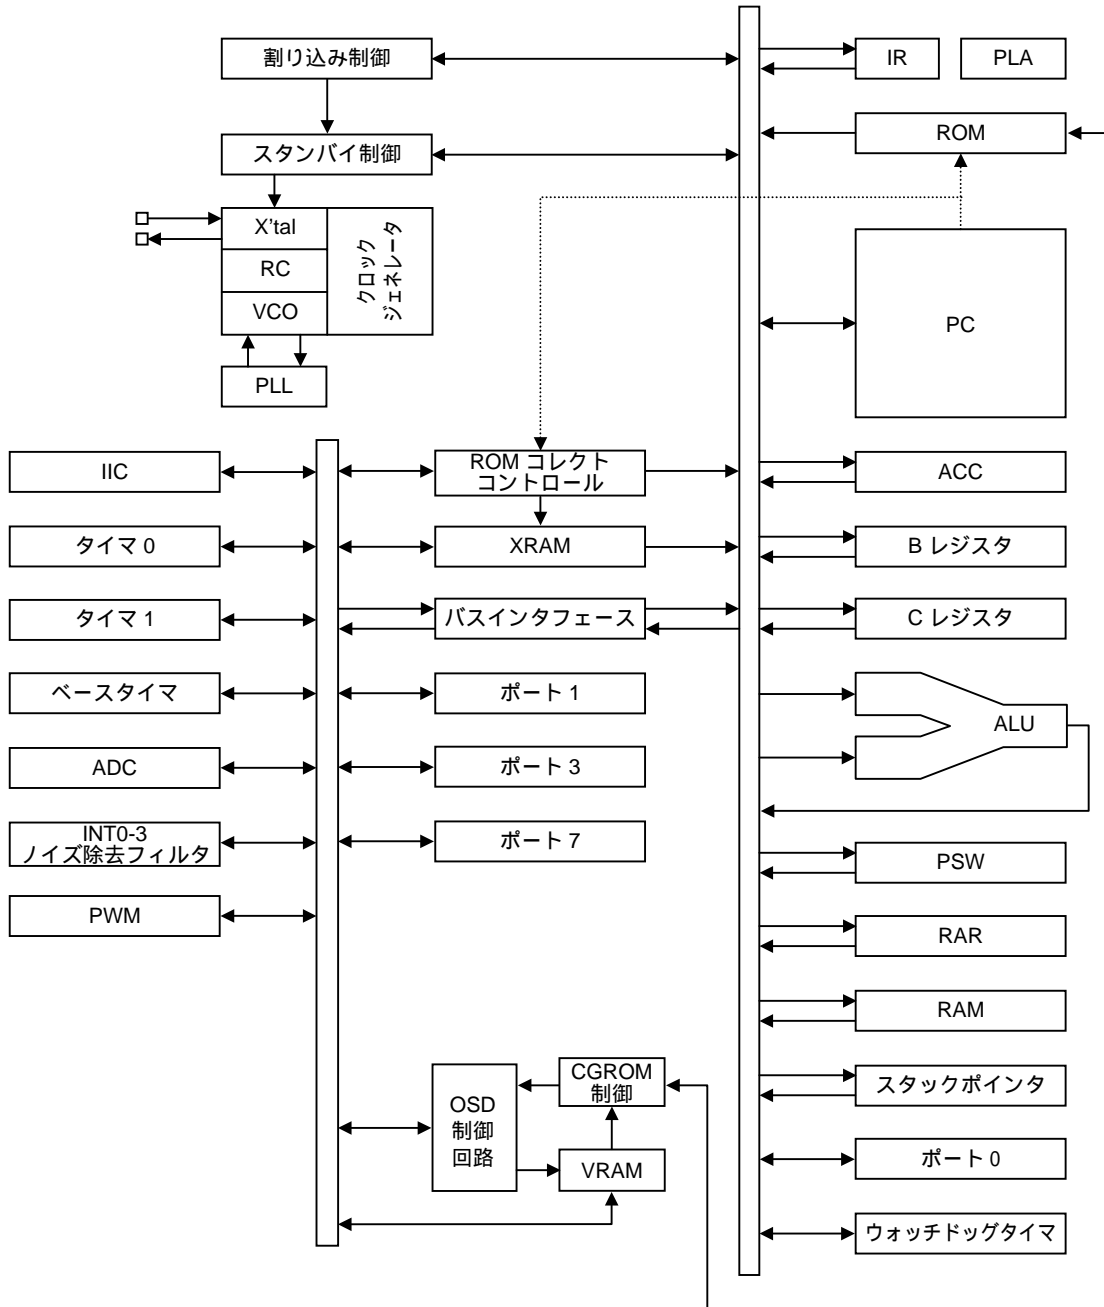 割り込み制御
IR
PLA
スタンバイ制御
ROM
X'tal
RC
VCO
クロック
ジェネレータ
PLL
PC
IIC
ROM コレクト
コントロール
ACC
タイマ 0
XRAM
B レジスタ
タイマ 1
バスインタフェース
C レジスタ
ベースタイマ
ポート 1
ALU
ADC
ポート 3
INT0-3
ノイズ除去フィルタ
ポート 7
PSW
PWM
RAR
RAM
OSD
制御
回路
CGROM
制御
スタックポインタ
VRAM
ポート 0
ウォッチドッグタイマ